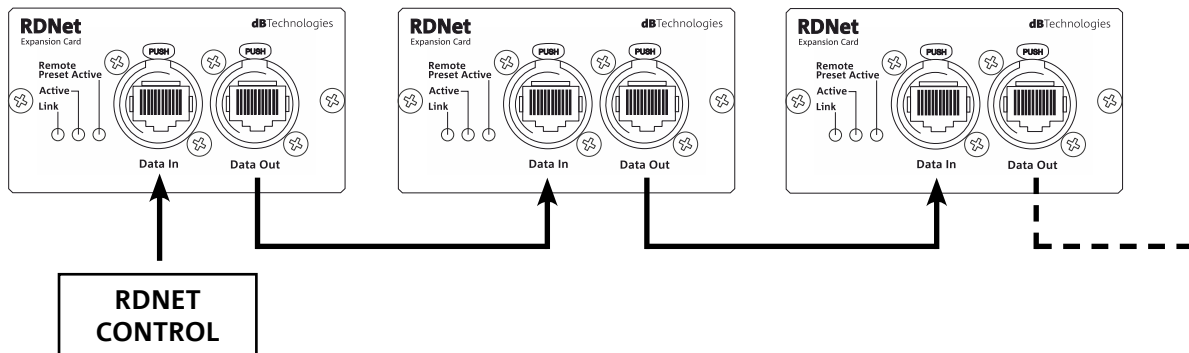 RDNet
dBTechnologies
Expansion Card
PUSH
PUSH
Remote
Preset Active
Active
Link
Data In
Data Out
RDNet
dBTechnologies
Expansion Card
PUSH
PUSH
Remote
Preset Active
Active
Link
Data In
Data Out
RDNet
dBTechnologies
Expansion Card
PUSH
PUSH
Remote
Preset Active
Active
Link
Data In
Data Out
RDNET
CONTROL